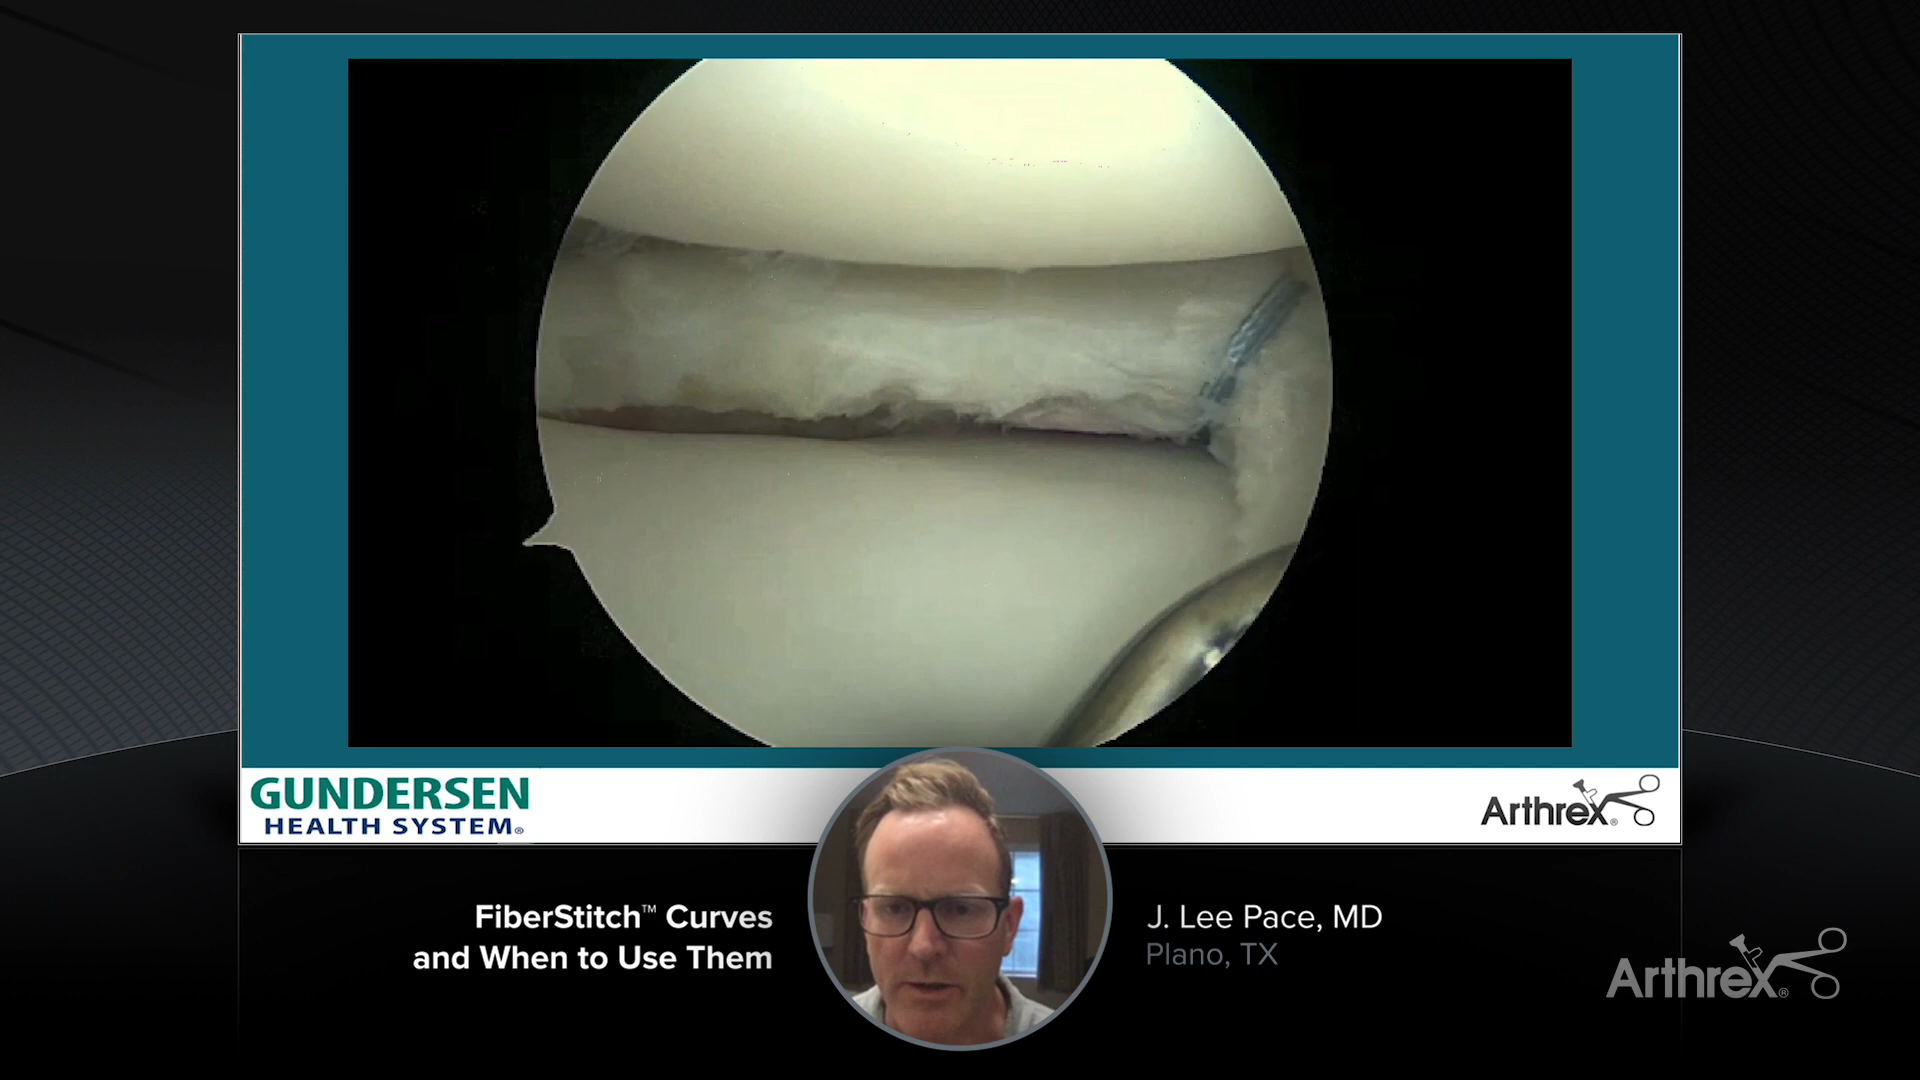 GUNDERSEN
HEALTH SYSTEM®
Arthrex®
FiberStitch™ Curves
and When to Use Them
J. Lee Pace, MD
Plano, TX
Arthrex®